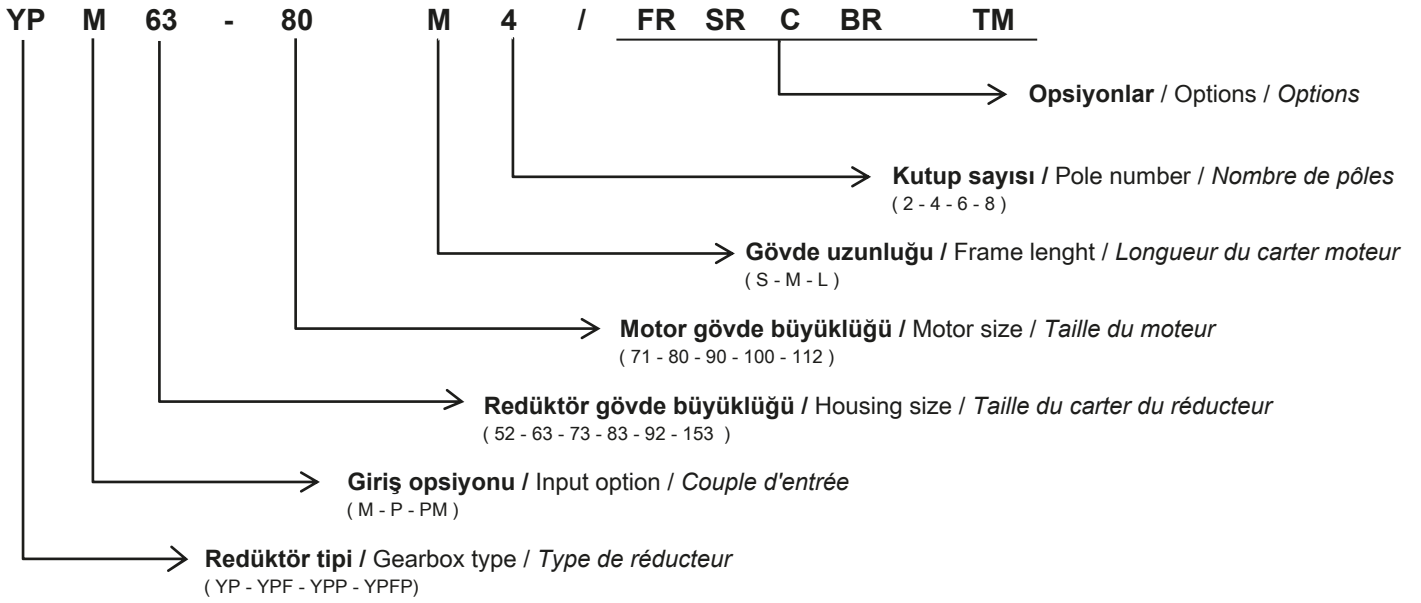 YP M 63 - 80 M 4 / FR SR C BR TM
Opsiyonlar / Options / Options
Kutup sayısı / Pole number / Nombre de pôles
( 2 - 4 - 6 - 8 )
Gövde uzunluğu / Frame lenght / Longueur du carter moteur
( S - M - L )
Motor gövde büyüklüğü / Motor size / Taille du moteur
( 71 - 80 - 90 - 100 - 112 )
Redüktör gövde büyüklüğü / Housing size / Taille du carter du réducteur
( 52 - 63 - 73 - 83 - 92 - 153 )
Giriş opsiyonu / Input option / Couple d'entrée
( M - P - PM )
Redüktör tipi / Gearbox type / Type de réducteur
( YP - YPF - YPP - YPFP)